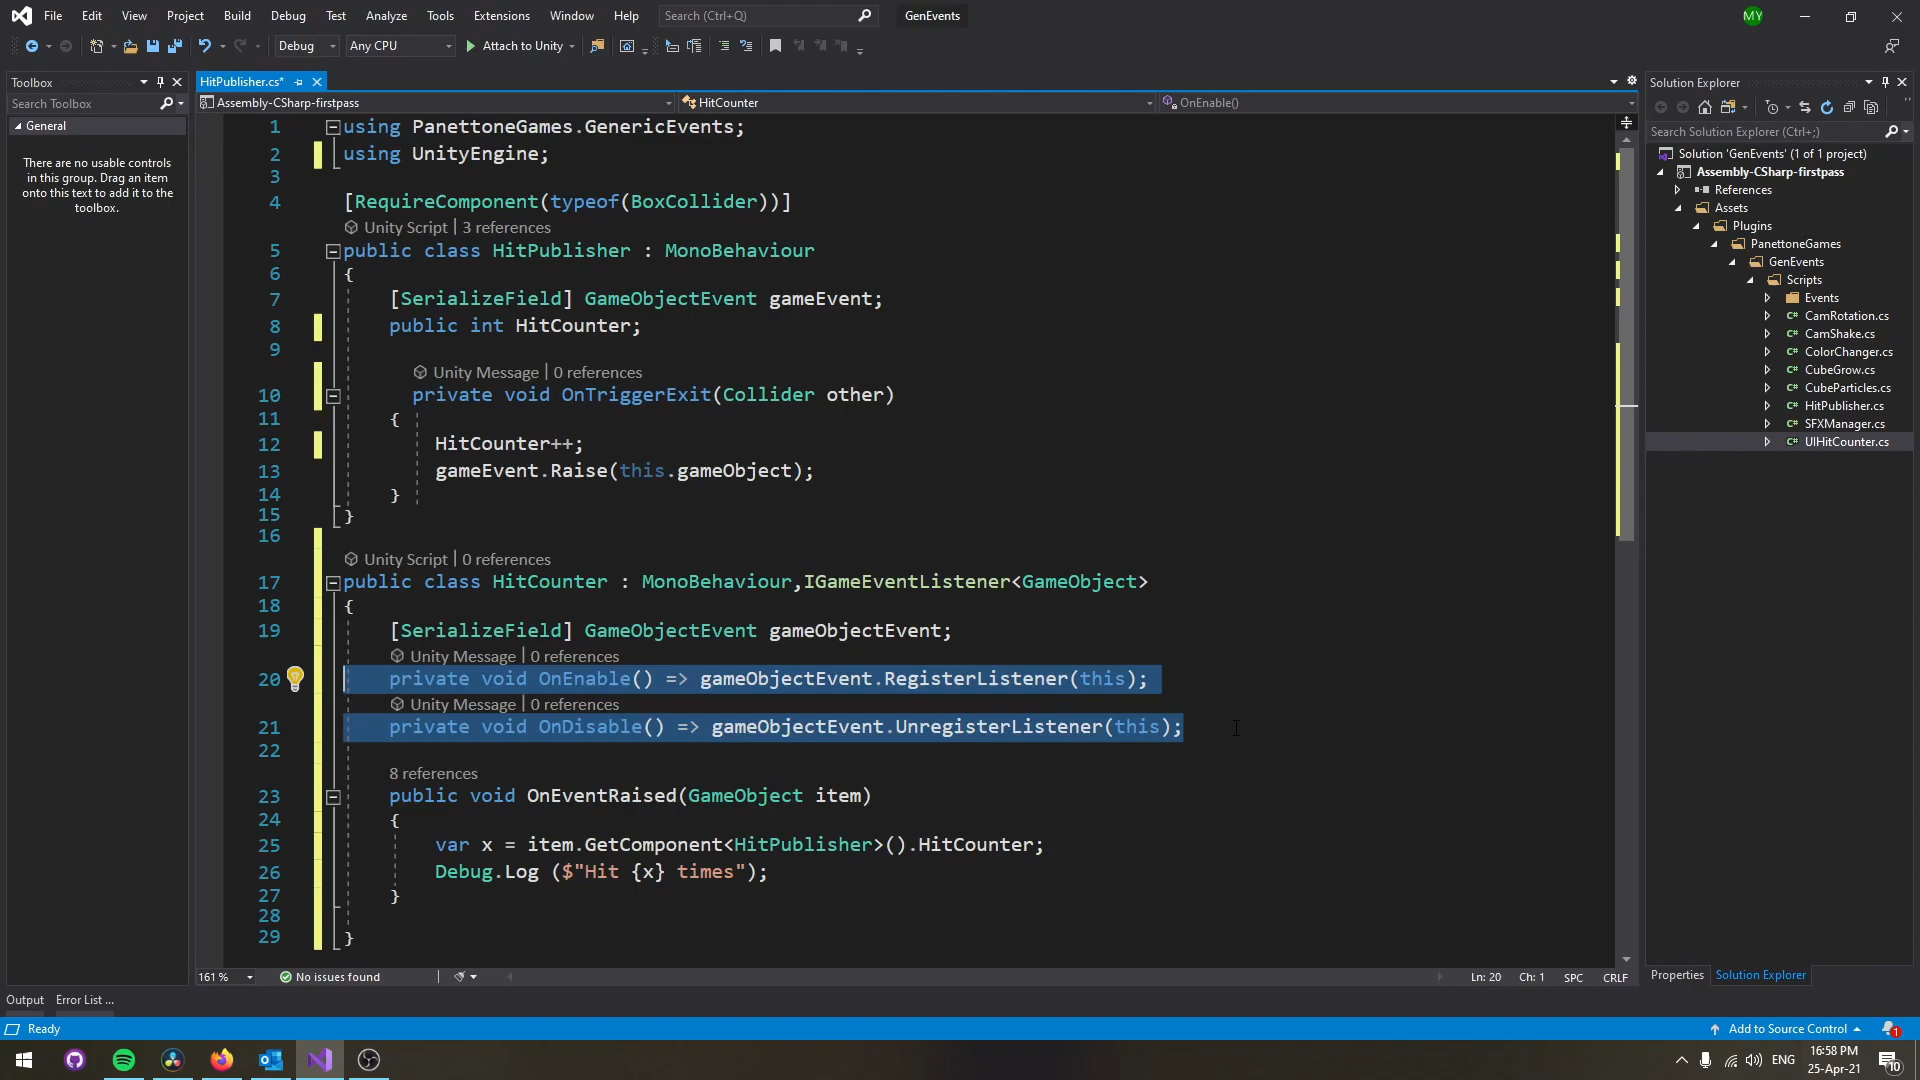 File Edit View Project Build Debug Test Analyze Tools Extensions Window Help Search (Ctrl+Q) GenEvents MY
Debug Any CPU Attach to Unity
Toolbox
Search Toolbox
General
There are no usable controls
in this group. Drag an item
onto this text to add it to the
toolbox.
HitPublisher.cs*
Assembly-CSharp-firstpass HitCounter OnEnable()
1 using PanettoneGames.GenericEvents;
2 using UnityEngine;
3
4 [RequireComponent(typeof(BoxCollider))]
Unity Script | 3 references
5 public class HitPublisher : MonoBehaviour
6 {
7 [SerializeField] GameObjectEvent gameEvent;
8 public int HitCounter;
9
Unity Message | 0 references
10 private void OnTriggerExit(Collider other)
11 {
12 HitCounter++;
13 gameEvent.Raise(this.gameObject);
14 }
15 }
16
Unity Script | 0 references
17 public class HitCounter : MonoBehaviour,IGameEventListener<GameObject>
18 {
19 [SerializeField] GameObjectEvent gameObjectEvent;
Unity Message | 0 references
20 private void OnEnable() => gameObjectEvent.RegisterListener(this);
Unity Message | 0 references
21 private void OnDisable() => gameObjectEvent.UnregisterListener(this);
22
8 references
23 public void OnEventRaised(GameObject item)
24 {
25 var x = item.GetComponent<HitPublisher>().HitCounter;
26 Debug.Log ($"Hit {x} times");
27 }
28
29 }
161 % No issues found Ln: 20 Ch: 1 SPC CRLF
Solution Explorer
Search Solution Explorer (Ctrl+;)
Solution 'GenEvents' (1 of 1 project)
Assembly-CSharp-firstpass
References
Assets
Plugins
PanettoneGames
GenEvents
Scripts
Events
C# CamRotation.cs
C# CamShake.cs
C# ColorChanger.cs
C# CubeGrow.cs
C# CubeParticles.cs
C# HitPublisher.cs
C# SFXManager.cs
C# UIHitCounter.cs
Properties Solution Explorer
Output Error List ...
Ready Add to Source Control 1
ENG 16:58 PM
25-Apr-21 10